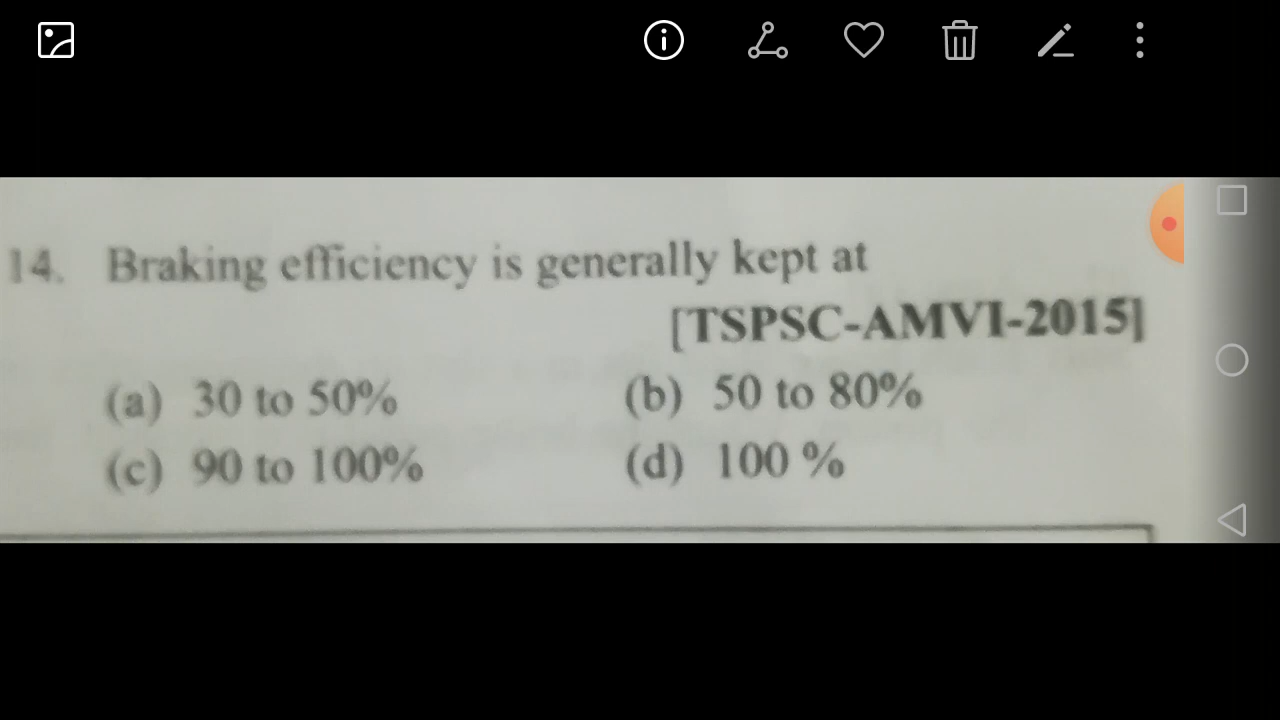 14. Braking efficiency is generally kept at
[TSPSC-AMVI-2015]
(a) 30 to 50% (b) 50 to 80%
(c) 90 to 100% (d) 100 %